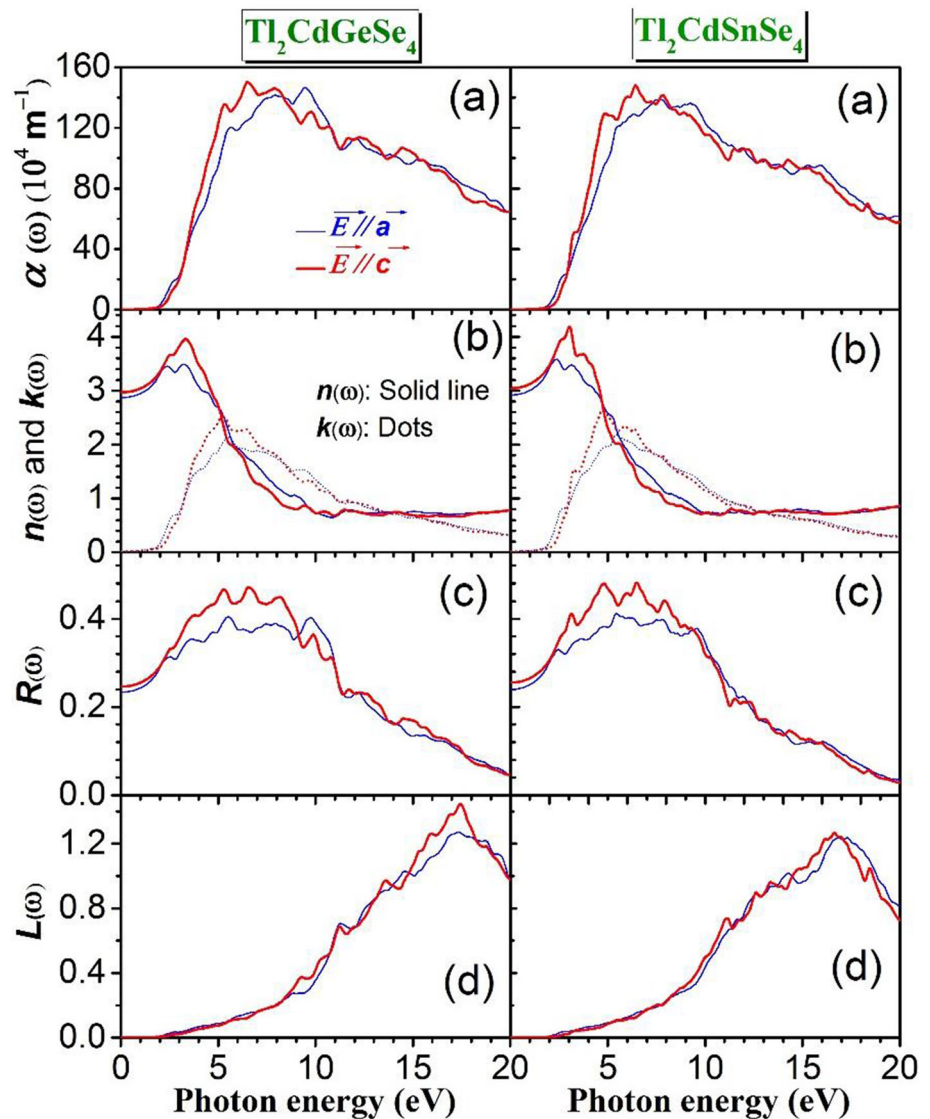 Tl₂CdGeSe₄ Tl₂CdSnSe₄
α (ω) (10⁴ m⁻¹)
160
120
80
40
0
(a) (a)
E // a
E // c
n(ω) and k(ω)
4
3
2
1
0
(b) (b)
n(ω): Solid line
k(ω): Dots
R(ω)
0.4
0.2
0.0
(c) (c)
L(ω)
1.2
0.8
0.4
0.0
(d) (d)
0 5 10 15 20 5 10 15 20
Photon energy (eV) Photon energy (eV)